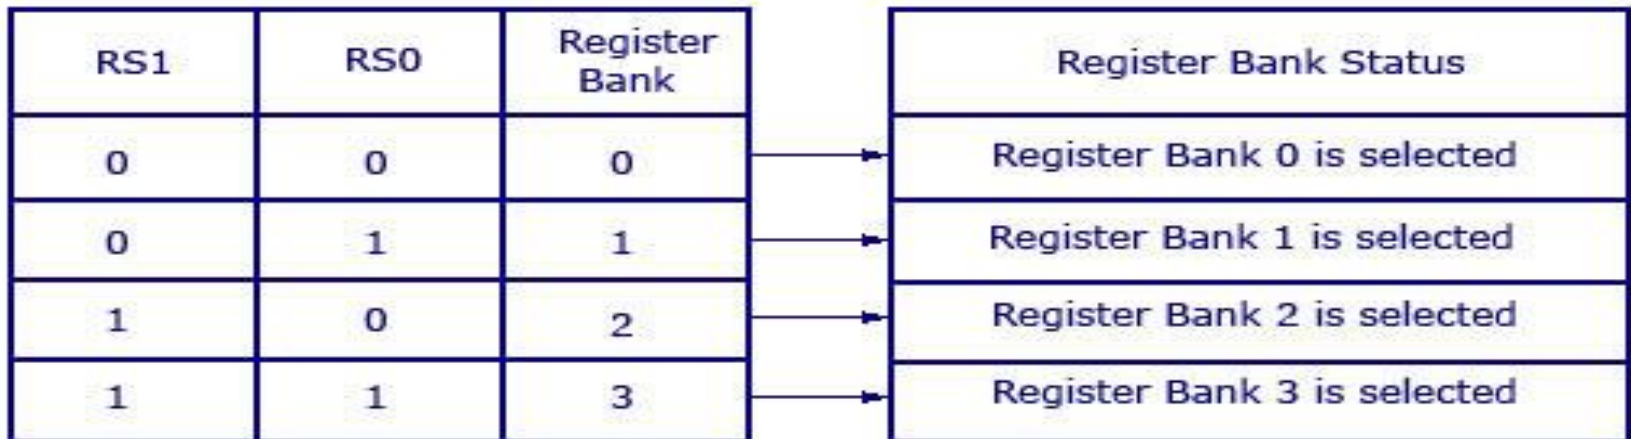 RS1 RS0 Register Bank Register Bank Status
0 0 0 Register Bank 0 is selected
0 1 1 Register Bank 1 is selected
1 0 2 Register Bank 2 is selected
1 1 3 Register Bank 3 is selected